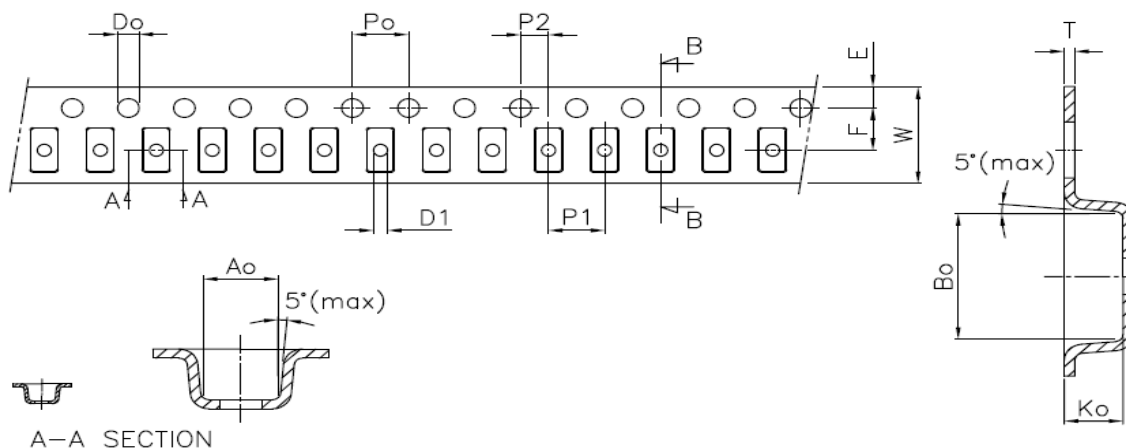 Do Po P2 B T E
F W
A A D1 B P1
5°(max)
Ao
5°(max)
Bo
Ko
A-A SECTION